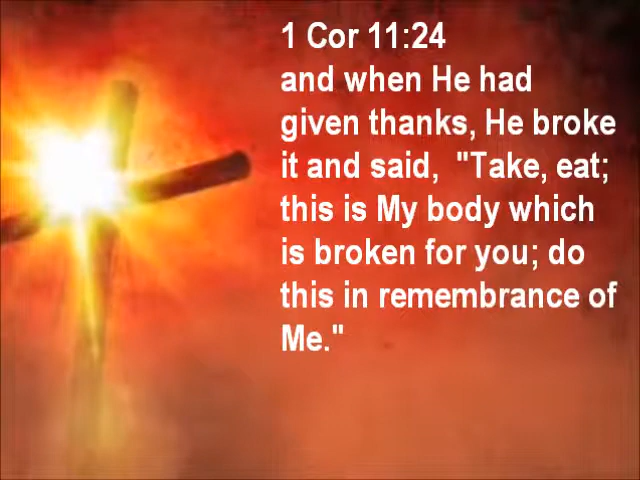 1 Cor 11:24
and when He had
given thanks, He broke
it and said,  "Take, eat;
this is My body which
is broken for you; do
this in remembrance of
Me."